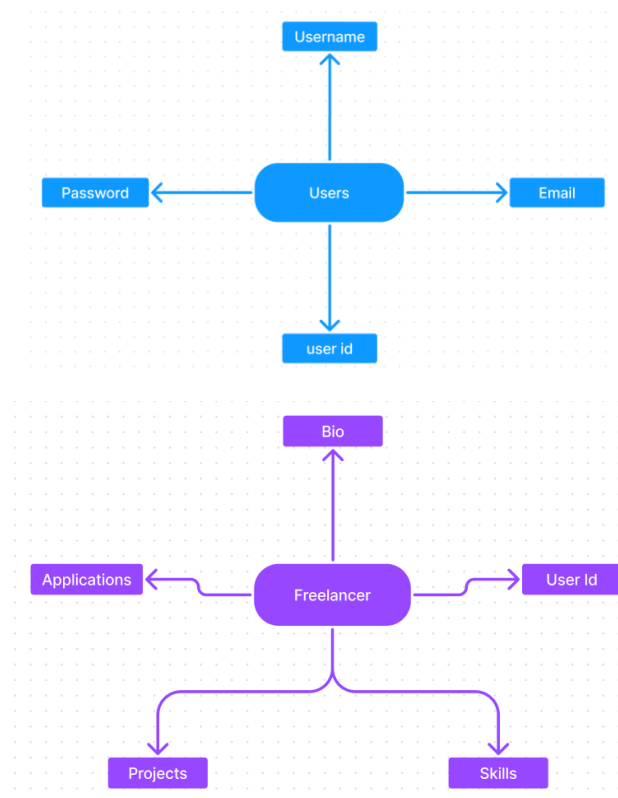 Username
Password
Users
Email
user id
Bio
Applications
Freelancer
User Id
Projects
Skills